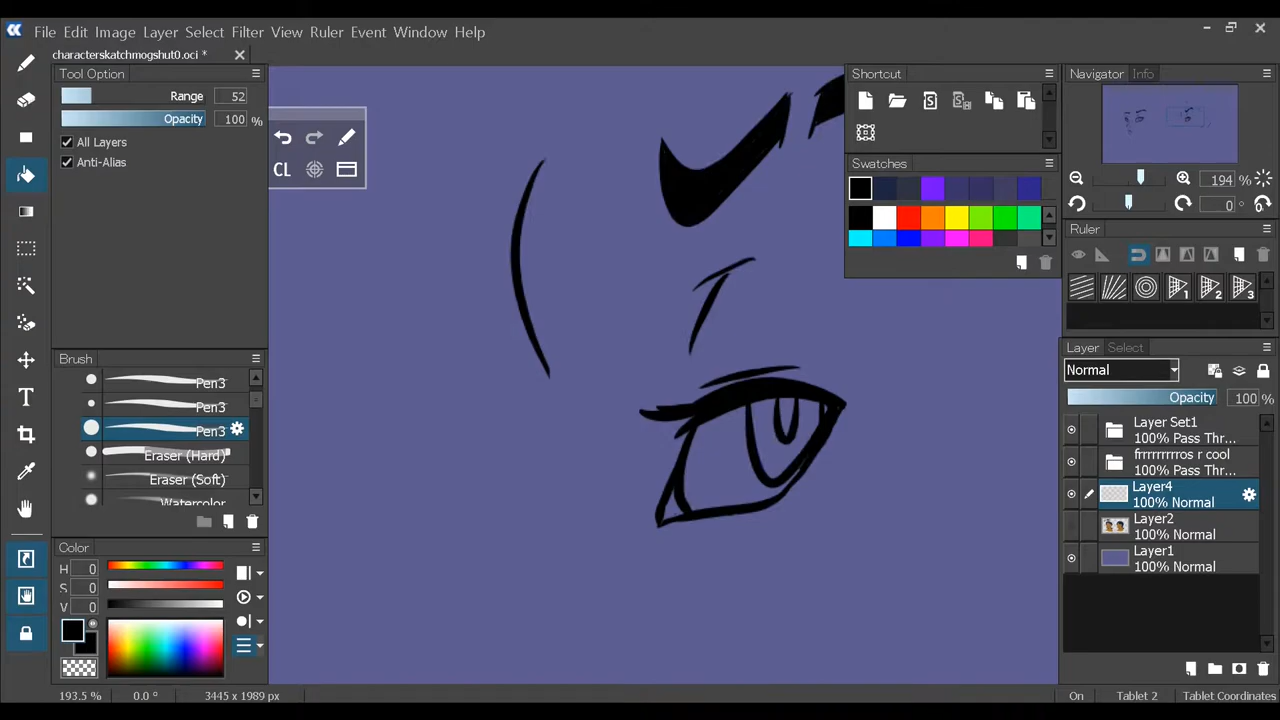 File Edit Image Layer Select Filter View Ruler Event Window Help
characterskatchmogshut0.oci *
Tool Option
Range 52
Opacity 100 %
All Layers
Anti-Alias
CL
Brush
Pen3
Pen3
Pen3
Eraser (Hard)
Eraser (Soft)
Watercolor
Color
H 0
S 0
V 0
Shortcut
Swatches
Navigator Info
194 %
0 °
Ruler
1 2 3
Layer Select
Normal
Opacity 100 %
Layer Set1
100% Pass Thr...
frrrrrrrros r cool
100% Pass Thr...
Layer4
100% Normal
Layer2
100% Normal
Layer1
100% Normal
193.5 % 0.0 ° 3445 x 1989 px On Tablet 2 Tablet Coordinates